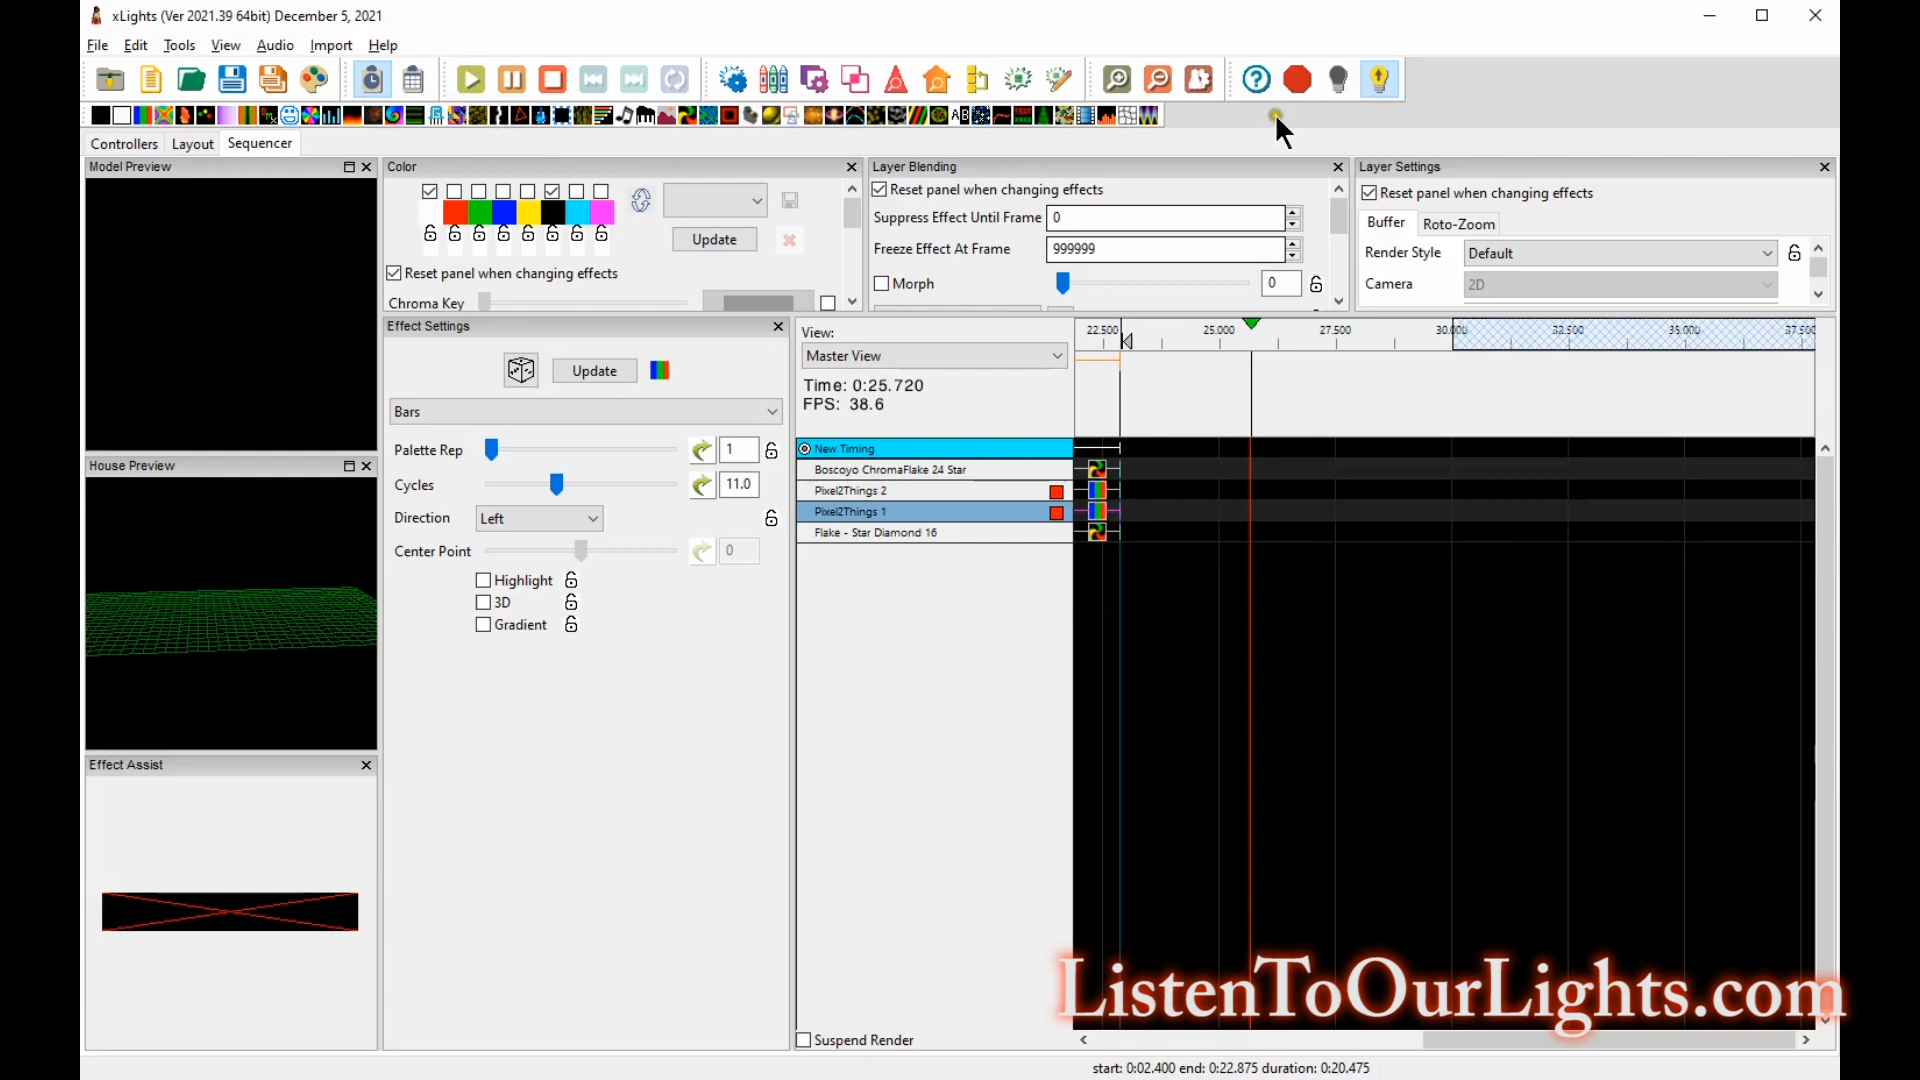 xLights (Ver 2021.39 64bit) December 5, 2021
File Edit Tools View Audio Import Help
Controllers Layout Sequencer
Model Preview
Color
Layer Blending
Layer Settings
Reset panel when changing effects
Reset panel when changing effects
Suppress Effect Until Frame 0
Buffer Roto-Zoom
Update
Freeze Effect At Frame 999999
Render Style Default
Reset panel when changing effects
Morph 0
Camera 2D
Chroma Key
Effect Settings
View:
22.500 25.000 27.500 30.000 32.500 35.000 37.500
Master View
Update
Time: 0:25.720
FPS: 38.6
Bars
Palette Rep 1
New Timing
House Preview
Boscoyo ChromaFlake 24 Star
Cycles 11.0
Pixel2Things 2
Direction Left
Pixel2Things 1
Flake - Star Diamond 16
Center Point 0
Highlight
3D
Gradient
Effect Assist
ListenToOurLights.com
Suspend Render
start: 0:02.400 end: 0:22.875 duration: 0:20.475